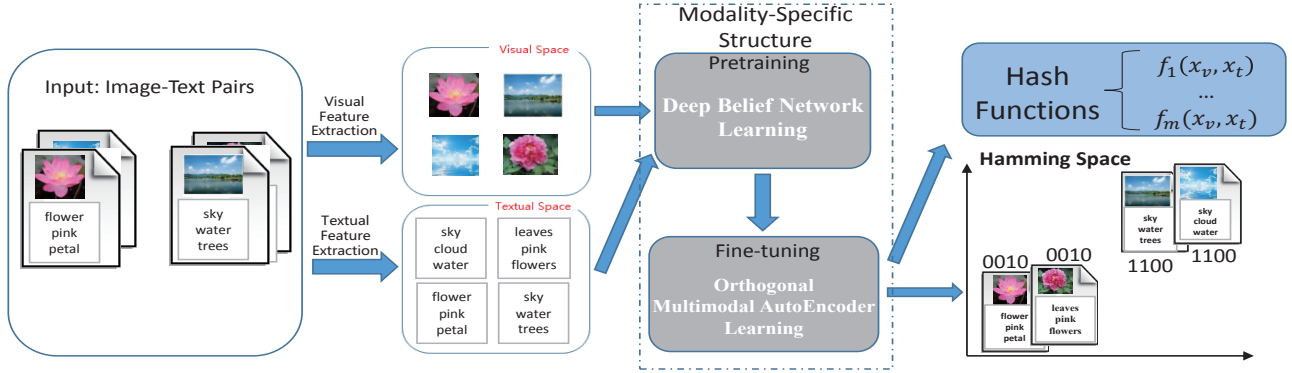 Input: Image-Text Pairs
flower
pink
petal
sky
water
trees
Visual
Feature
Extraction
Textual
Feature
Extraction
Visual Space
Textual Space
sky
cloud
water
leaves
pink
flowers
flower
pink
petal
sky
water
trees
Modality-Specific
Structure
Pretraining
Deep Belief Network
Learning
Fine-tuning
Orthogonal
Multimodal AutoEncoder
Learning
Hash
Functions
f₁(xᵥ, xₜ)
...
fₘ(xᵥ, xₜ)
Hamming Space
sky
water
trees
1100
sky
cloud
water
1100
0010
flower
pink
petal
0010
leaves
pink
flowers